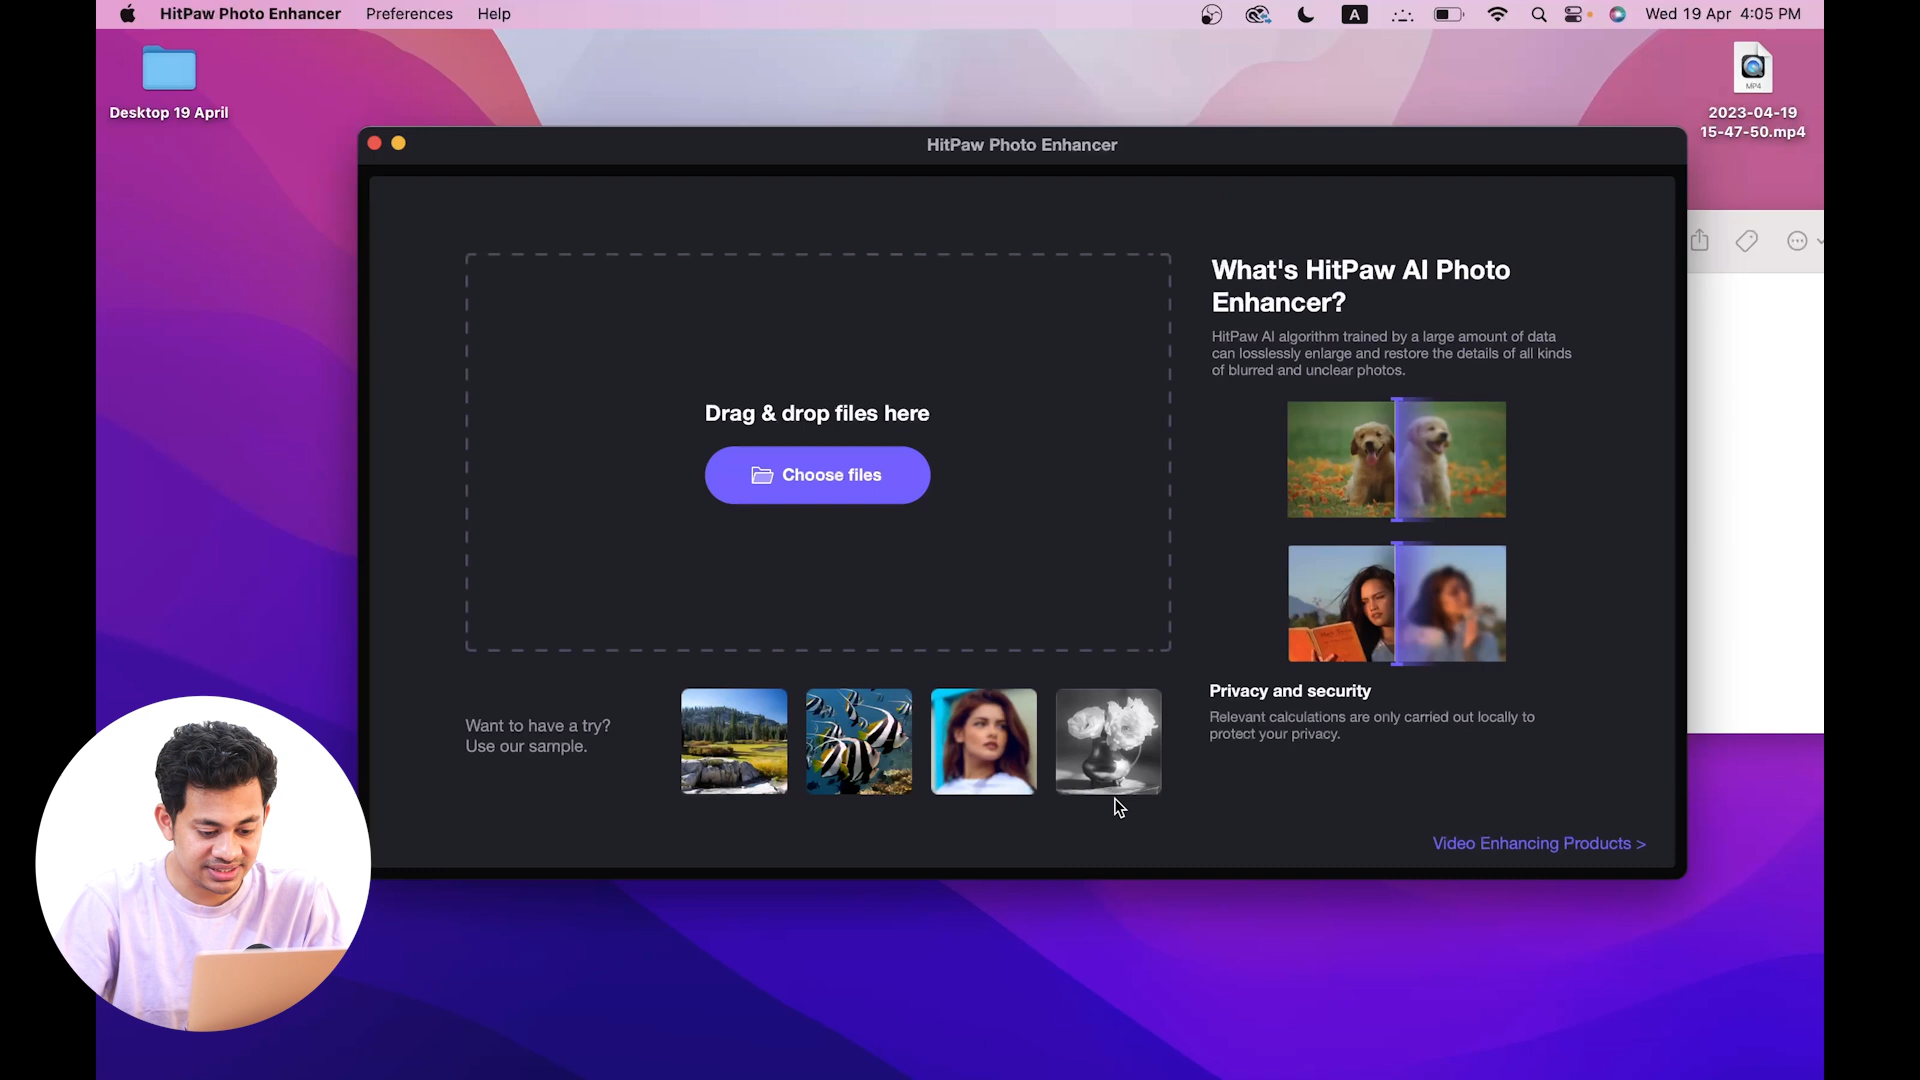 HitPaw Photo Enhancer Preferences Help
A
Wed 19 Apr 4:05 PM
Desktop 19 April
MP4
2023-04-19
15-47-50.mp4
HitPaw Photo Enhancer
What's HitPaw AI Photo
Enhancer?
HitPaw AI algorithm trained by a large amount of data
can losslessly enlarge and restore the details of all kinds
of blurred and unclear photos.
Drag & drop files here
Choose files
Want to have a try?
Use our sample.
Privacy and security
Relevant calculations are only carried out locally to
protect your privacy.
Video Enhancing Products >